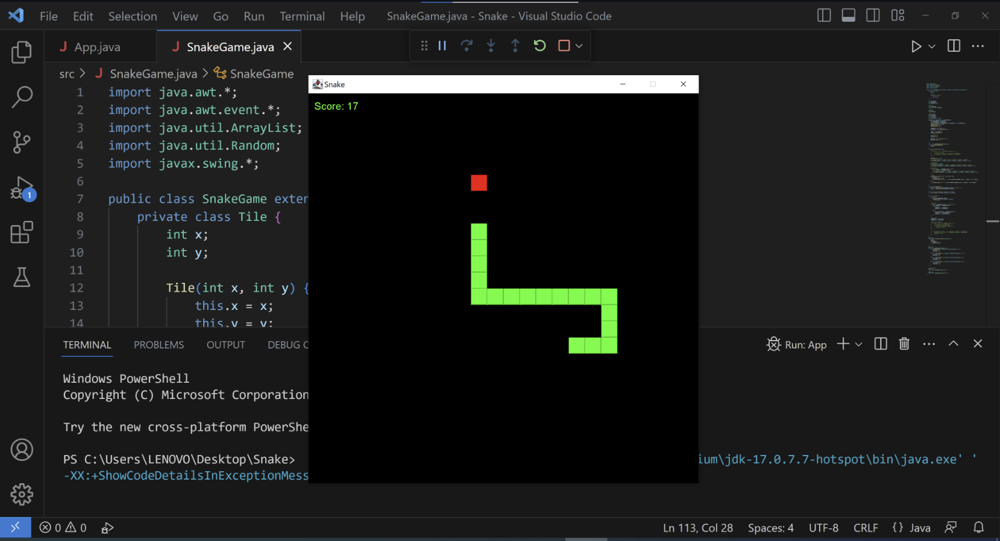 File Edit Selection View Go Run Terminal Help SnakeGame.java - Snake - Visual Studio Code
App.java SnakeGame.java
src > SnakeGame.java > SnakeGame
1 import java.awt.*;
2 import java.awt.event.*;
3 import java.util.ArrayList;
4 import java.util.Random;
5 import javax.swing.*;
6
7 public class SnakeGame exter
8 private class Tile {
9 int x;
10 int y;
11
12 Tile(int x, int y) {
13 this.x = x;
14 this.y = y;
Snake
Score: 17
1
TERMINAL PROBLEMS OUTPUT DEBUG C
Run: App
Windows PowerShell
Copyright (C) Microsoft Corporation
Try the new cross-platform PowerShe
PS C:\Users\LENOVO\Desktop\Snake> ium\jdk-17.0.7.7-hotspot\bin\java.exe' '
-XX:+ShowCodeDetailsInExceptionMess
0 0 Ln 113, Col 28 Spaces: 4 UTF-8 CRLF {} Java